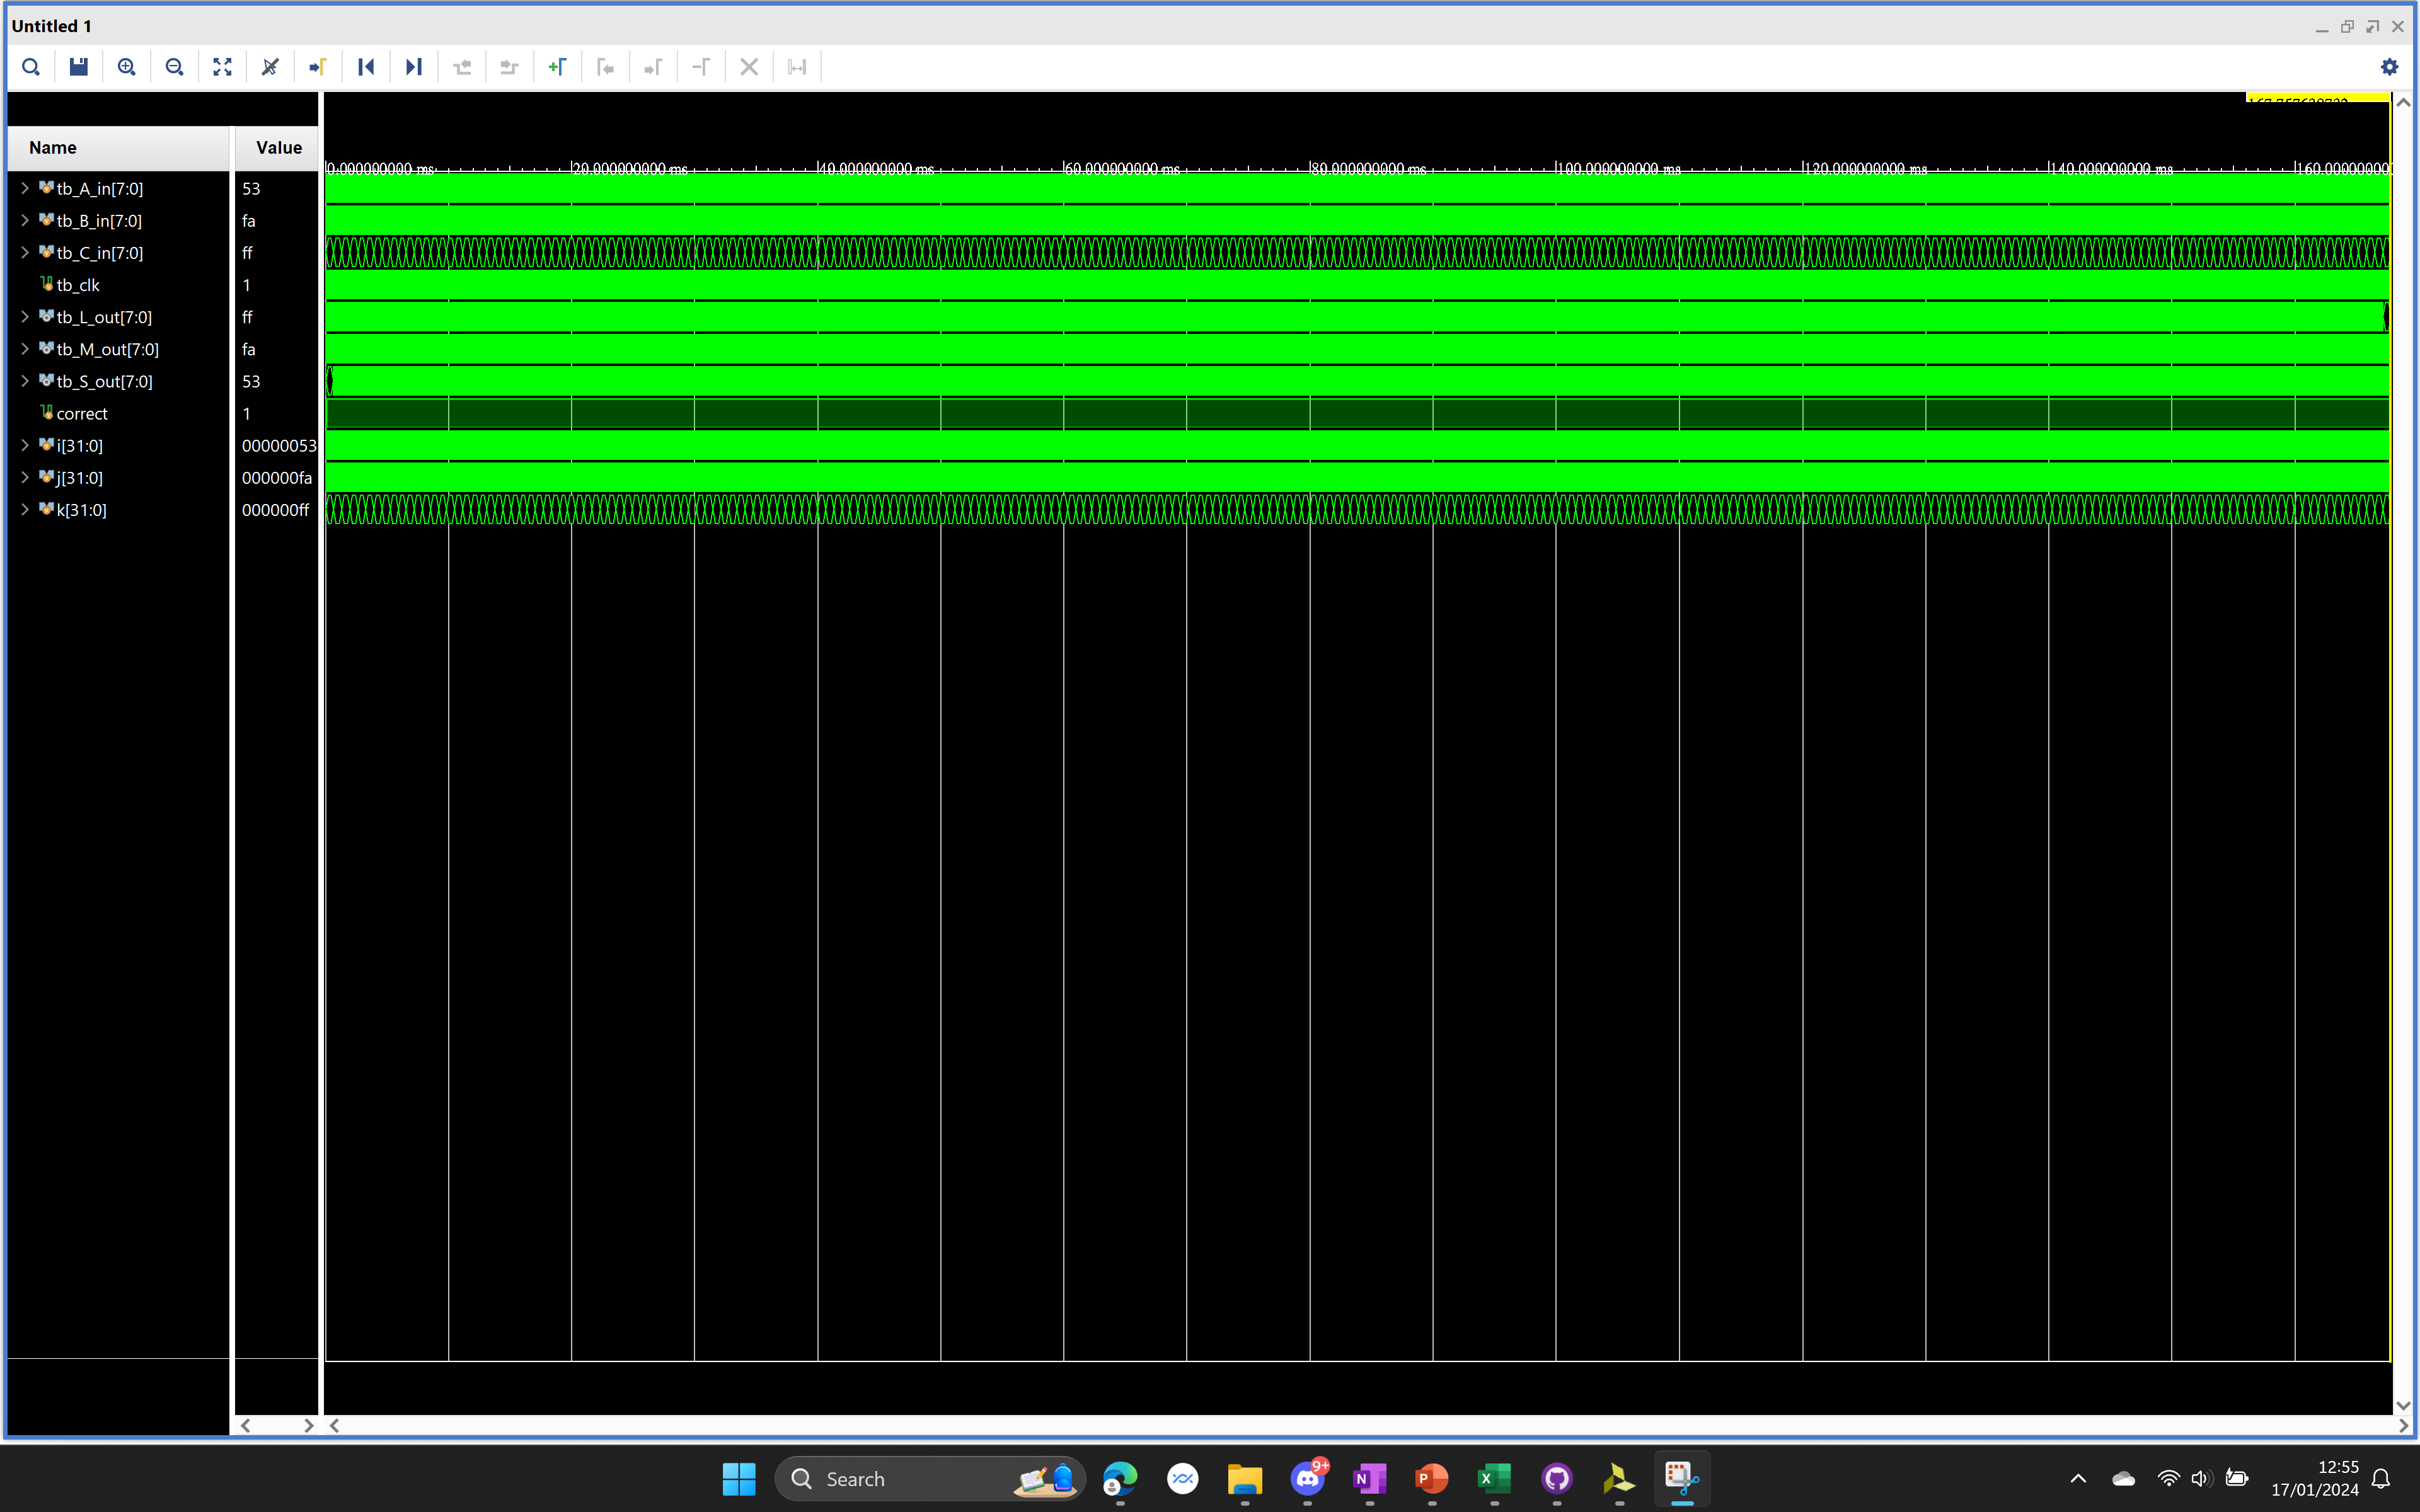 Untitled 1
Name Value
0.000000000 ms 20.000000000 ms 40.000000000 ms 60.000000000 ms 80.000000000 ms 100.000000000 ms 120.000000000 ms 140.000000000 ms 160.000000000
tb_A_in[7:0] 53
tb_B_in[7:0] fa
tb_C_in[7:0] ff
tb_clk 1
tb_L_out[7:0] ff
tb_M_out[7:0] fa
tb_S_out[7:0] 53
correct 1
i[31:0] 00000053
j[31:0] 000000fa
k[31:0] 000000ff
Search
9+
N
P
X
12:55
17/01/2024